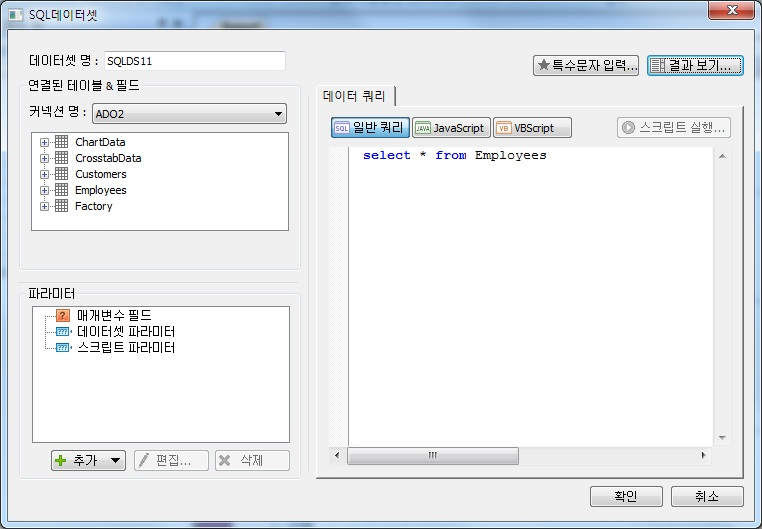 SQL데이터셋
데이터셋 명 : SQLDS11
특수문자 입력...
결과 보기...
연결된 테이블 & 필드
커넥션 명 : ADO2
ChartData
CrosstabData
Customers
Employees
Factory
파라미터
매개변수 필드
데이터셋 파라미터
스크립트 파라미터
추가
편집...
삭제
데이터 쿼리
SQL 일반 쿼리
JAVA JavaScript
VB VBScript
스크립트 실행...
select * from Employees
확인
취소